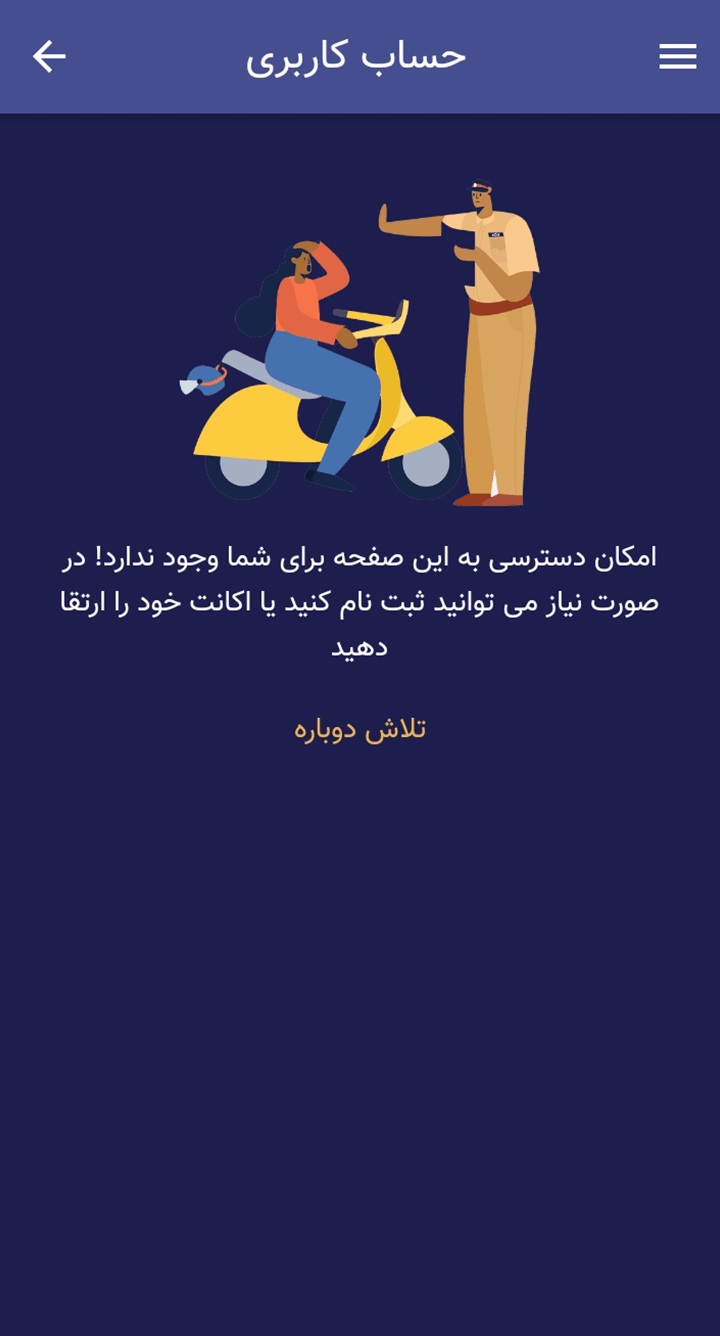 حساب کاربری
امکان دسترسی به این صفحه برای شما وجود ندارد! در
صورت نیاز می توانید ثبت نام کنید یا اکانت خود را ارتقا
دهید
تلاش دوباره